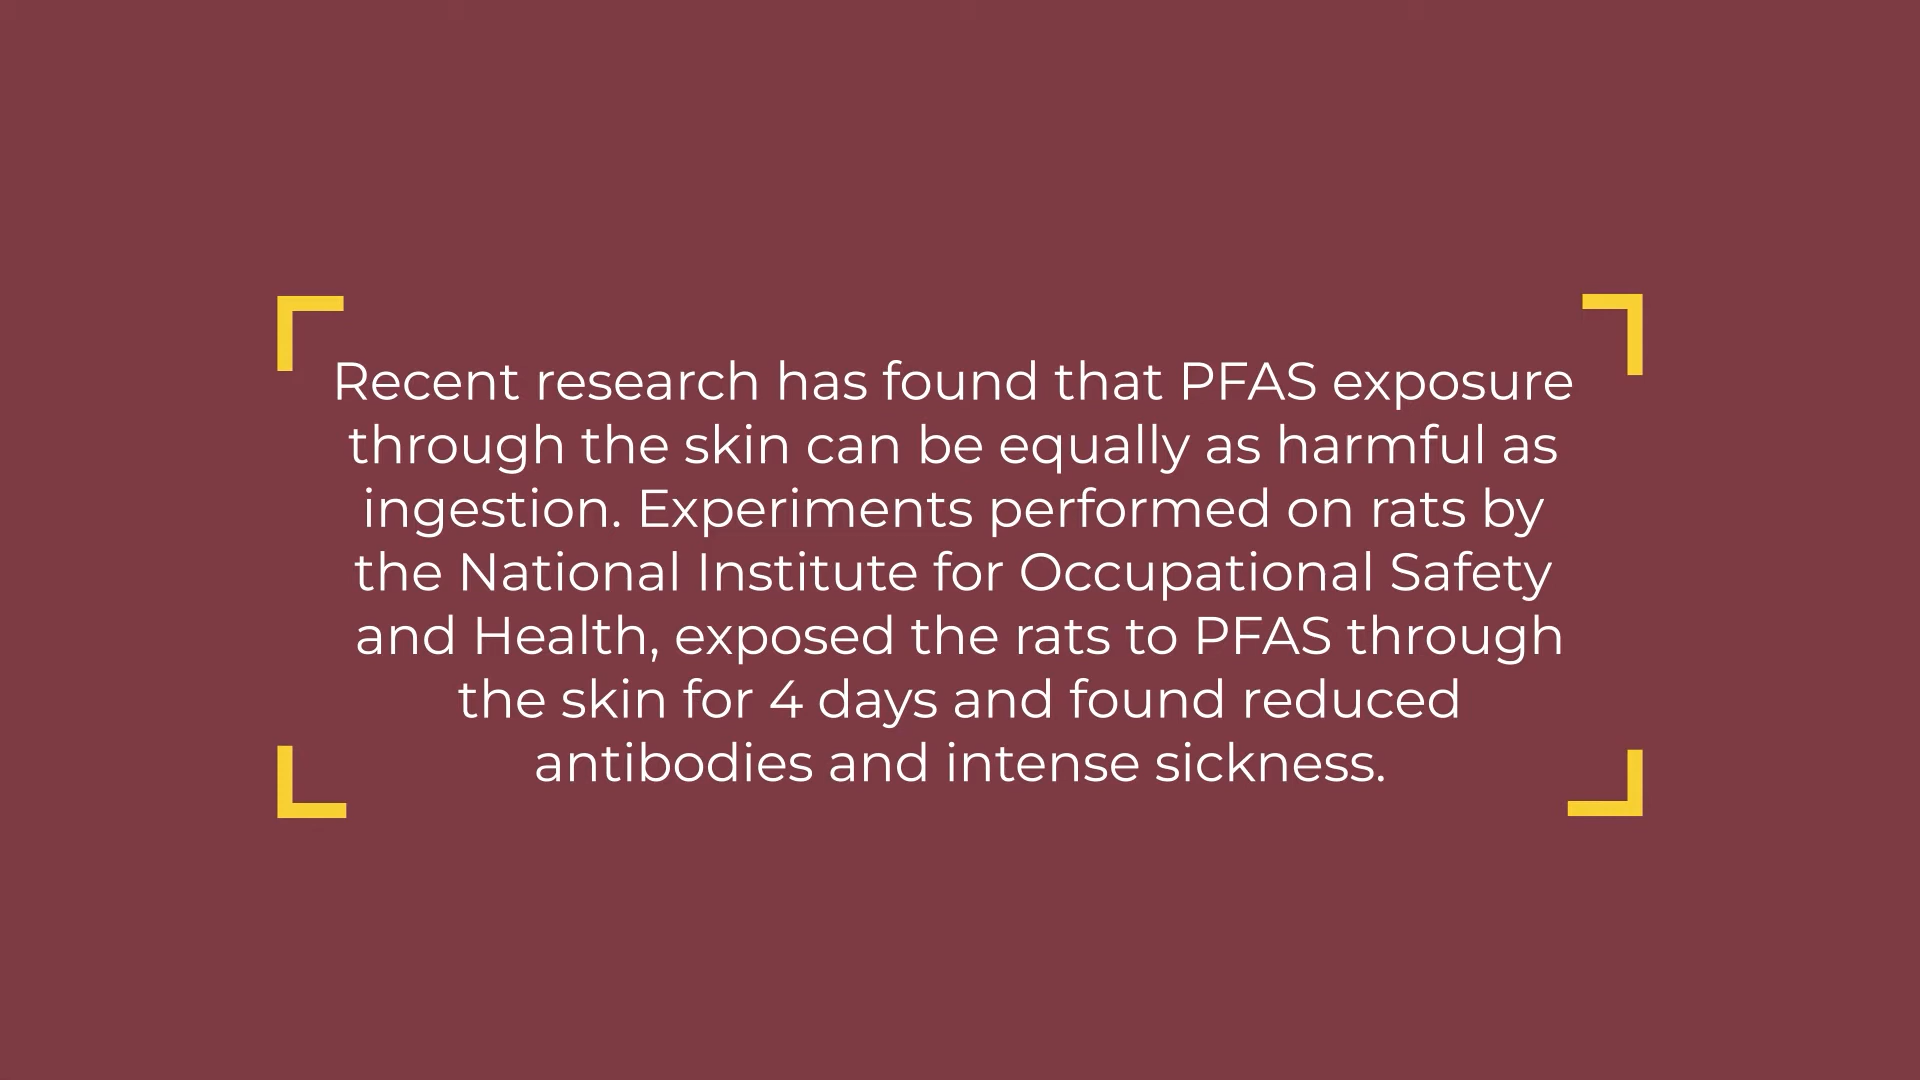 Recent research has found that PFAS exposure
through the skin can be equally as harmful as
ingestion. Experiments performed on rats by
the National Institute for Occupational Safety
and Health, exposed the rats to PFAS through
the skin for 4 days and found reduced
antibodies and intense sickness.